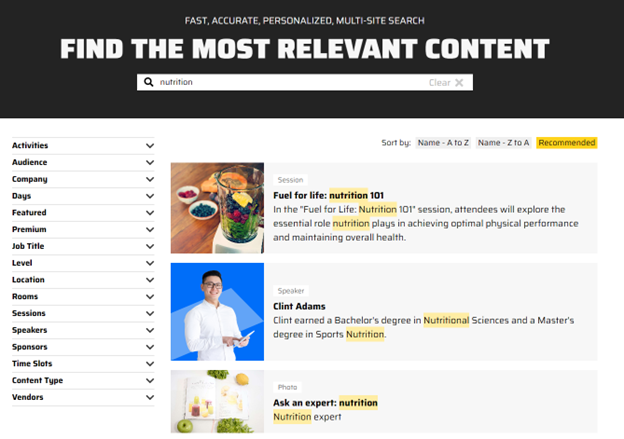 FAST, ACCURATE, PERSONALIZED, MULTI-SITE SEARCH
FIND THE MOST RELEVANT CONTENT
nutrition
Clear
Sort by: Name - A to Z Name - Z to A Recommended
Activities
Audience
Company
Days
Featured
Premium
Job Title
Level
Location
Rooms
Sessions
Speakers
Sponsors
Time Slots
Content Type
Vendors
Session
Fuel for life: nutrition 101
In the "Fuel for Life: Nutrition 101" session, attendees will explore the
essential role nutrition plays in achieving optimal physical performance
and maintaining overall health.
Speaker
Clint Adams
Clint earned a Bachelor's degree in Nutritional Sciences and a Master's
degree in Sports Nutrition.
Photo
Ask an expert: nutrition
Nutrition expert